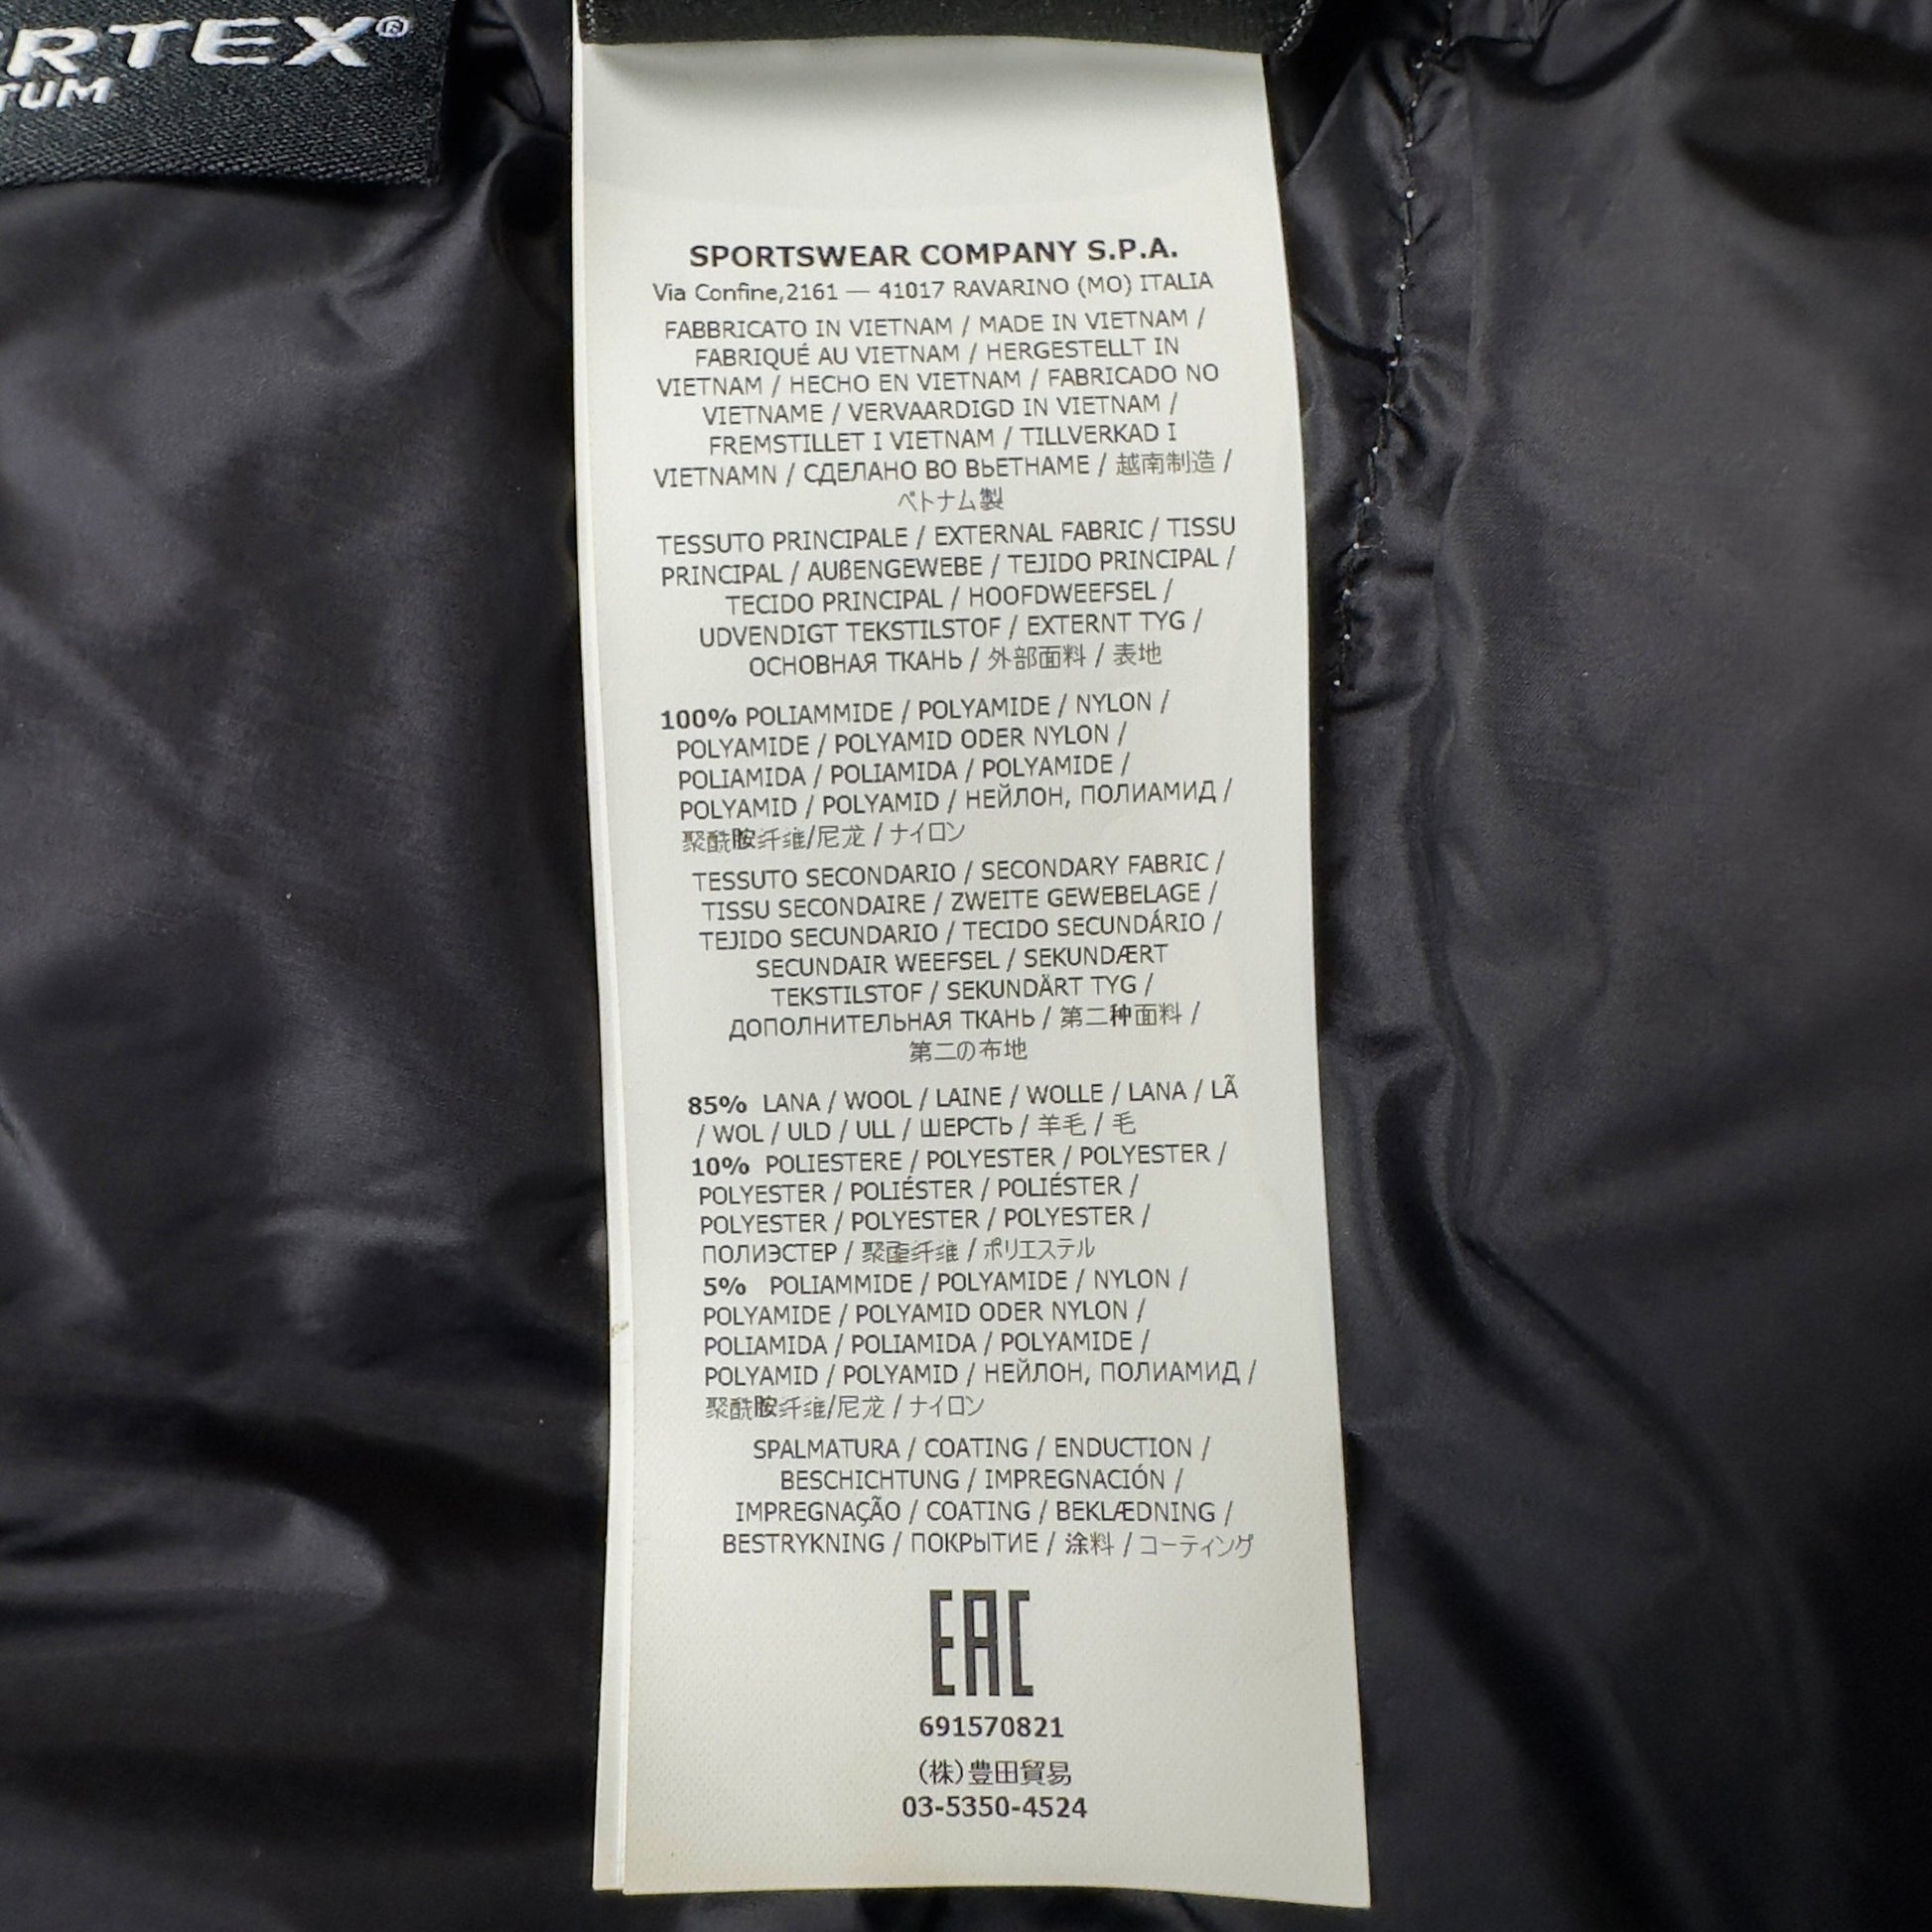 RTEX®
TUM
SPORTSWEAR COMPANY S.P.A.
Via Confine,2161 — 41017 RAVARINO (MO) ITALIA
FABBRICATO IN VIETNAM / MADE IN VIETNAM /
FABRIQUÉ AU VIETNAM / HERGESTELLT IN
VIETNAM / HECHO EN VIETNAM / FABRICADO NO
VIETNAME / VERVAARDIGD IN VIETNAM /
FREMSTILLET I VIETNAM / TILLVERKAD I
VIETNAMN / СДЕЛАНО ВО ВЬЕТНАМЕ / 越南制造 /
ベトナム製
TESSUTO PRINCIPALE / EXTERNAL FABRIC / TISSU
PRINCIPAL / AUßENGEWEBE / TEJIDO PRINCIPAL /
TECIDO PRINCIPAL / HOOFDWEEFSEL /
UDVENDIGT TEKSTILSTOF / EXTERNT TYG /
ОСНОВНАЯ ТКАНЬ / 外部面料 / 表地
100% POLIAMMIDE / POLYAMIDE / NYLON /
POLYAMIDE / POLYAMID ODER NYLON /
POLIAMIDA / POLIAMIDA / POLYAMIDE /
POLYAMID / POLYAMID / НЕЙЛОН, ПОЛИАМИД /
聚酰胺纤维/尼龙 / ナイロン
TESSUTO SECONDARIO / SECONDARY FABRIC /
TISSU SECONDAIRE / ZWEITE GEWEBELAGE /
TEJIDO SECUNDARIO / TECIDO SECUNDÁRIO /
SECUNDAIR WEEFSEL / SEKUNDÆRT
TEKSTILSTOF / SEKUNDÄRT TYG /
ДОПОЛНИТЕЛЬНАЯ ТКАНЬ / 第二种面料 /
第二の布地
85% LANA / WOOL / LAINE / WOLLE / LANA / LÃ
/ WOL / ULD / ULL / ШЕРСТЬ / 羊毛 / 毛
10% POLIESTERE / POLYESTER / POLYESTER /
POLYESTER / POLIÉSTER / POLIÉSTER /
POLYESTER / POLYESTER / POLYESTER /
ПОЛИЭСТЕР / 聚酯纤维 / ポリエステル
5% POLIAMMIDE / POLYAMIDE / NYLON /
POLYAMIDE / POLYAMID ODER NYLON /
POLIAMIDA / POLIAMIDA / POLYAMIDE /
POLYAMID / POLYAMID / НЕЙЛОН, ПОЛИАМИД /
聚酰胺纤维/尼龙 / ナイロン
SPALMATURA / COATING / ENDUCTION /
BESCHICHTUNG / IMPREGNACIÓN /
IMPREGNAÇÃO / COATING / BEKLÆDNING /
BESTRYKNING / ПОКРЫТИЕ / 涂料 / コーティング
EAC
691570821
(株)豊田貿易
03-5350-4524